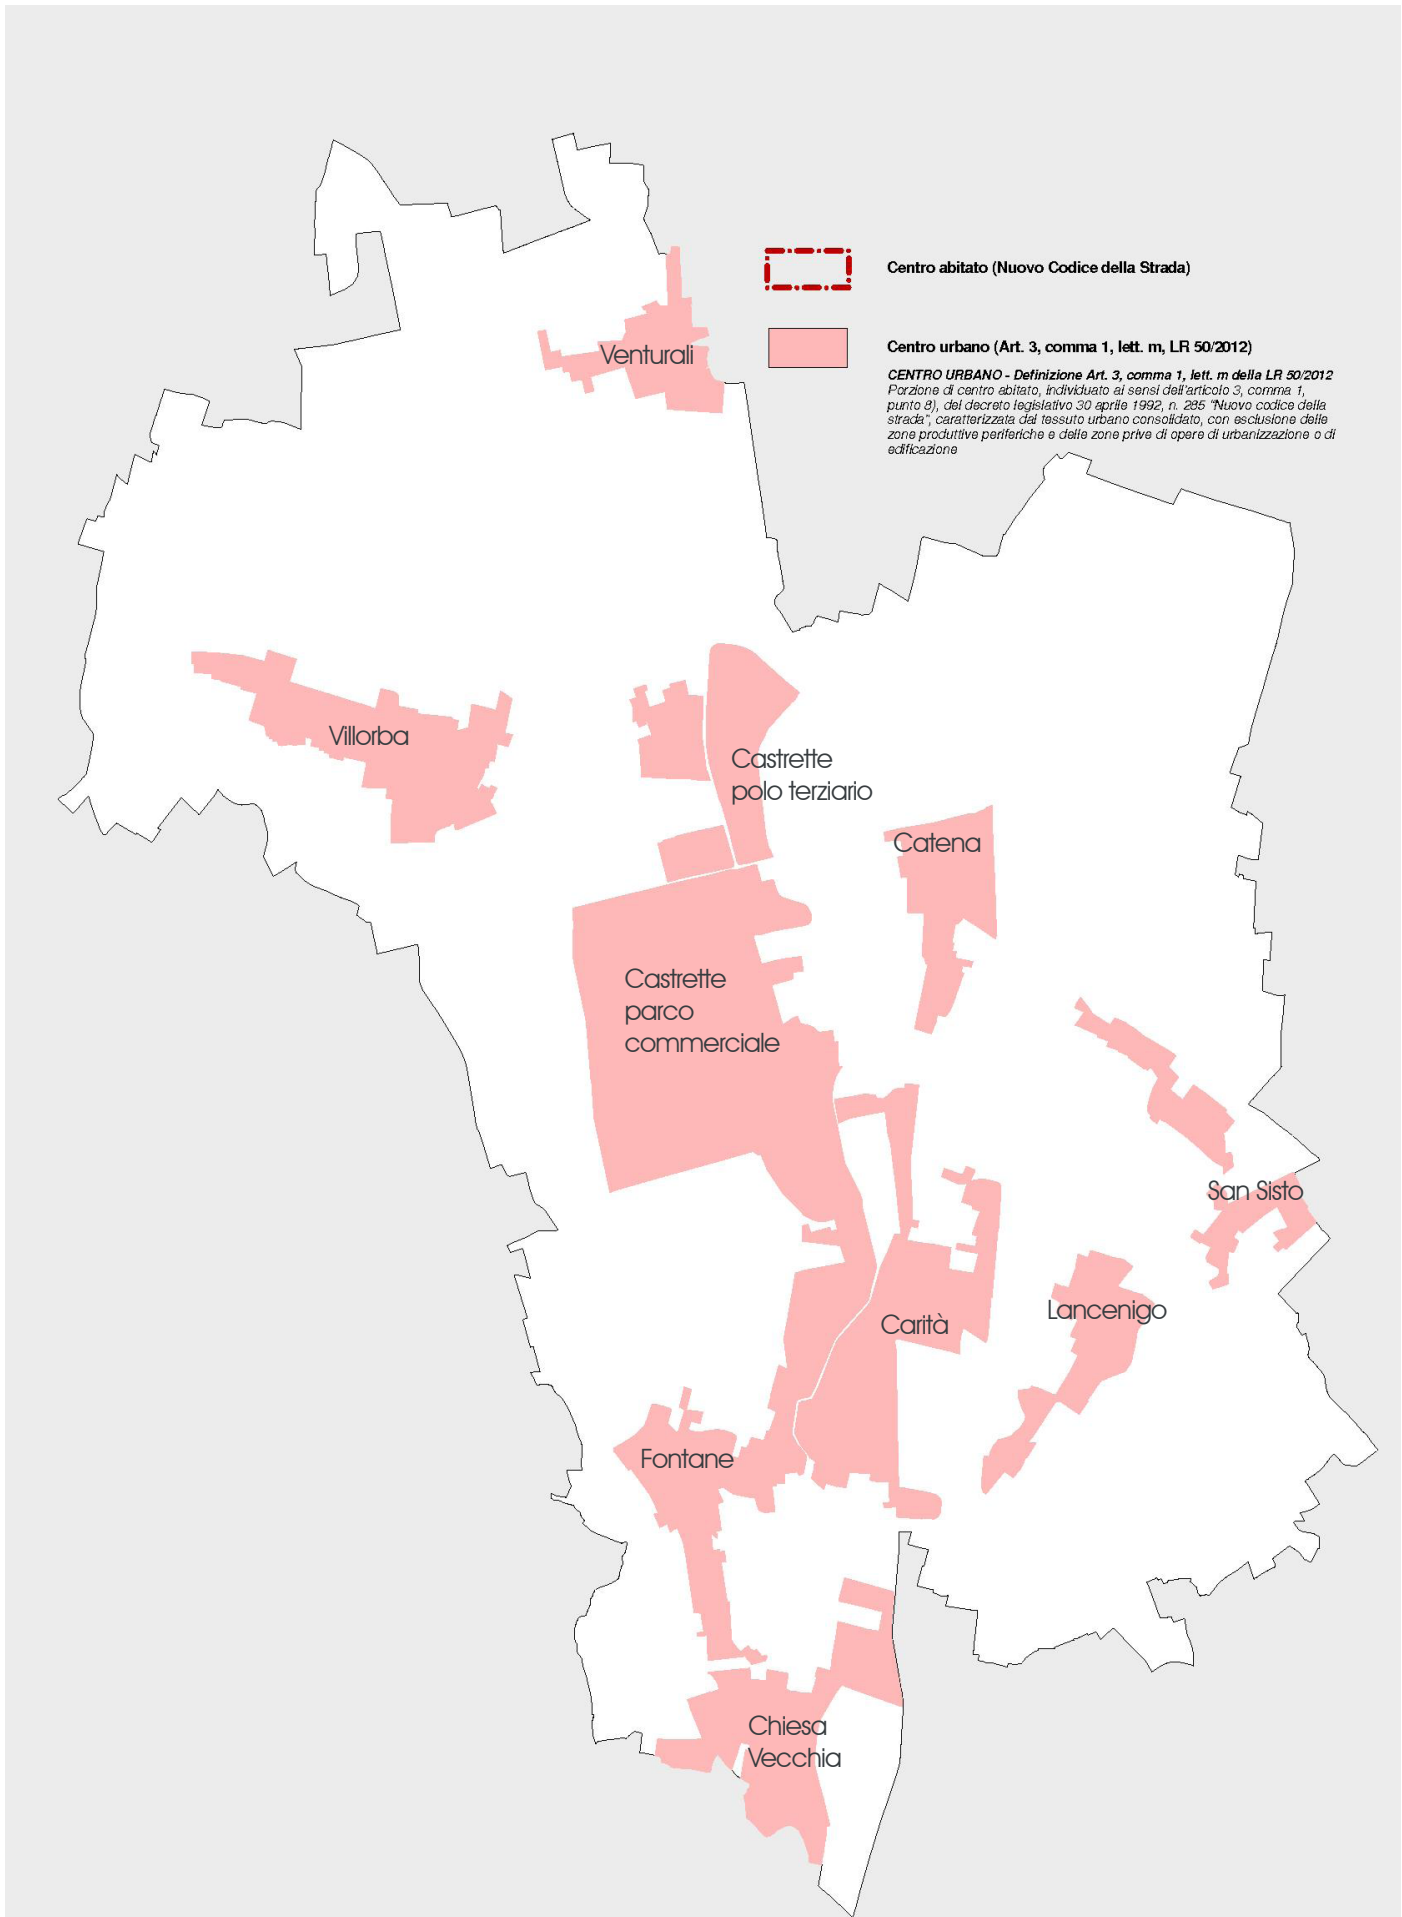 Centro abitato (Nuovo Codice della Strada)
Centro urbano (Art. 3, comma 1, lett. m, LR 50/2012)
CENTRO URBANO - Definizione Art. 3, comma 1, lett. m della LR 50/2012
Porzione di centro abitato, individuato ai sensi dell'articolo 3, comma 1,
punto 8), del decreto legislativo 30 aprile 1992, n. 285 "Nuovo codice della
strada", caratterizzata dal tessuto urbano consolidato, con esclusione delle
zone produttive periferiche e delle zone prive di opere di urbanizzazione o di
edificazione
Venturali
Villorba
Castrette
polo terziario
Catena
Castrette
parco
commerciale
San Sisto
Lancenigo
Carità
Fontane
Chiesa
Vecchia